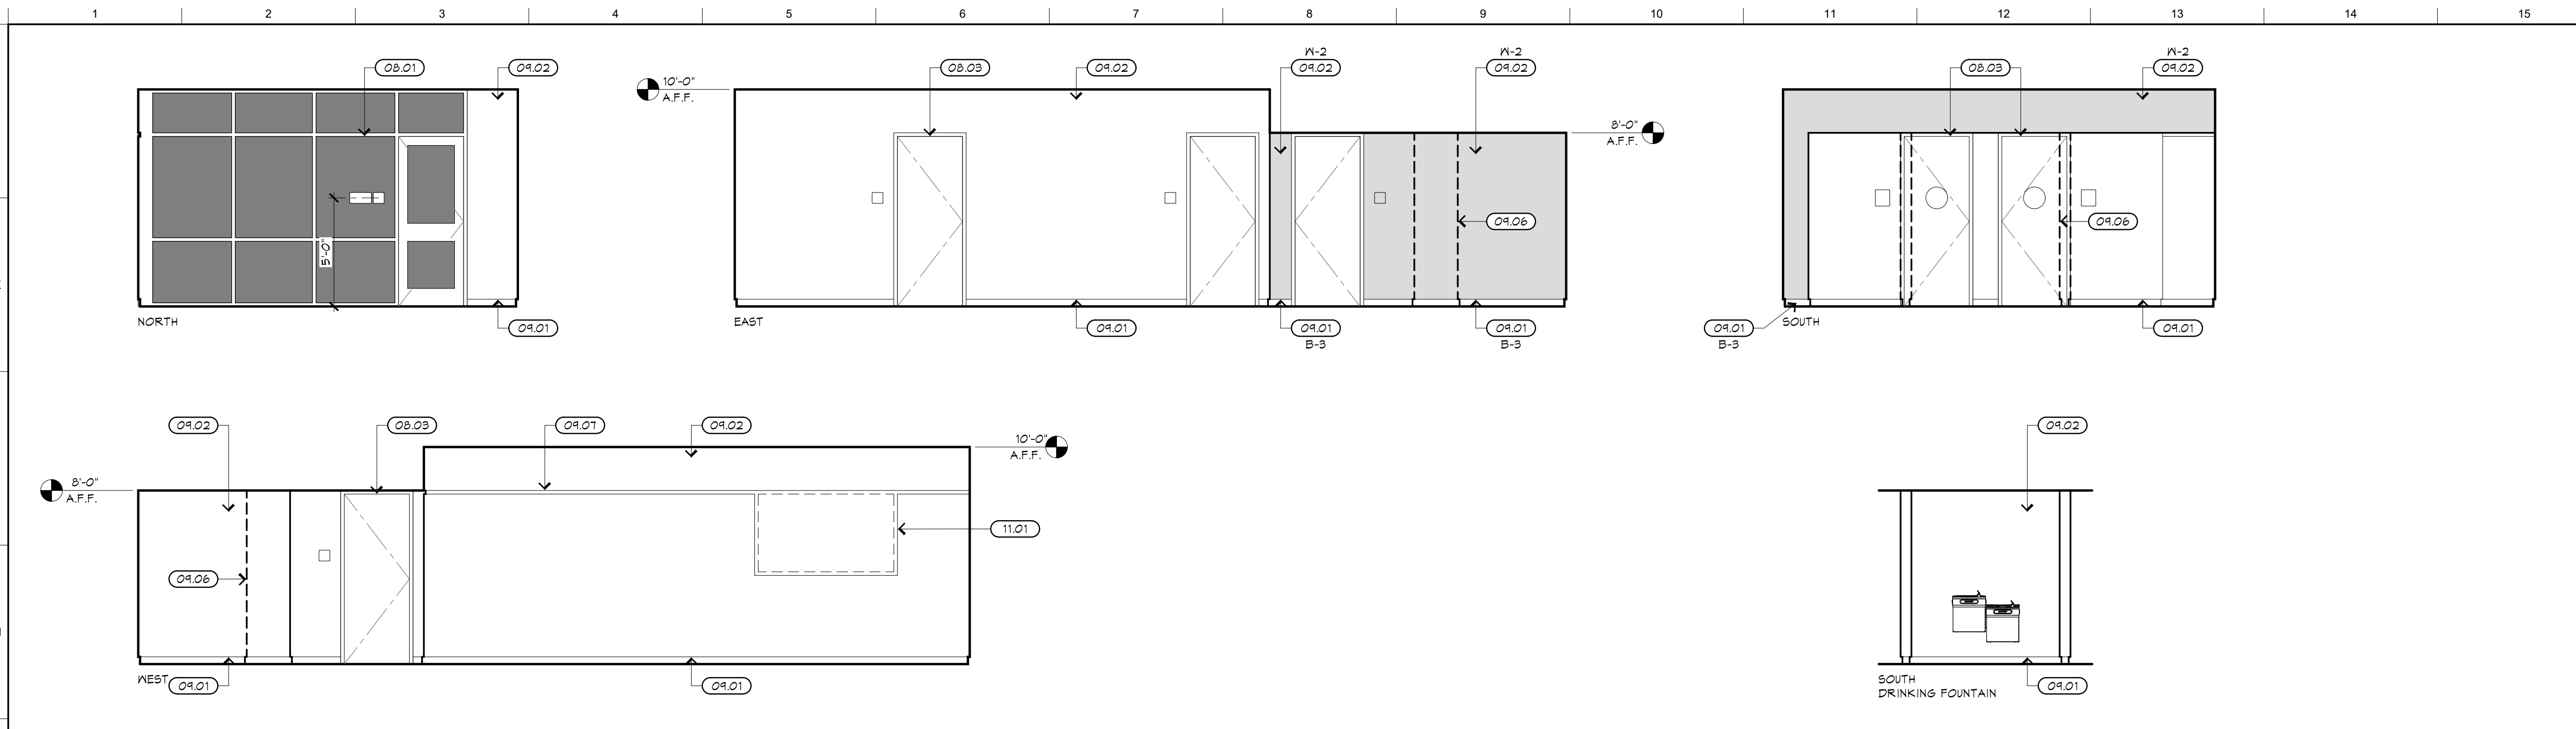 1 2 3 4 5 6 7 8 9 10 11 12 13 14 15
W-2 W-2 W-2
08.01 09.02 08.03 09.02 09.02 09.02 08.03 09.02
10'-0"
A.F.F.
8'-0"
A.F.F.
09.06 09.06
5'-0"
NORTH EAST SOUTH
09.01 09.01 09.01 09.01 09.01 09.01
B-3 B-3 B-3
09.02 08.03 09.07 09.02 09.02
10'-0"
A.F.F.
8'-0"
A.F.F.
11.01
09.06
WEST
09.01 09.01 09.01
SOUTH
DRINKING FOUNTAIN